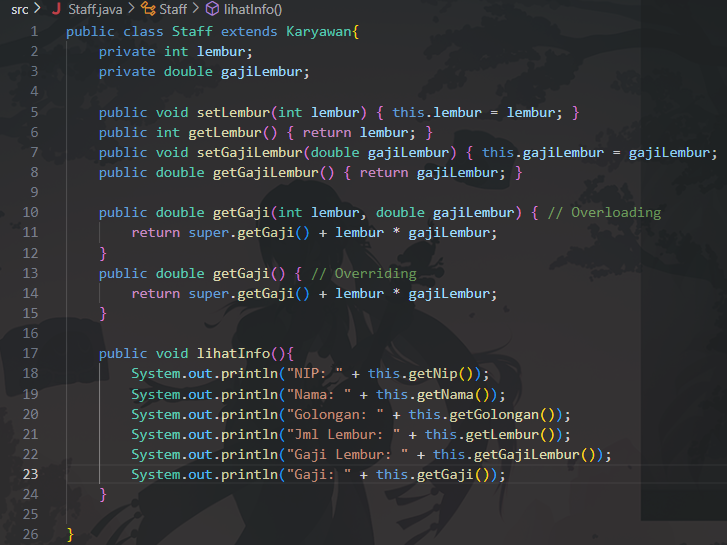 src > J Staff.java > Staff > lihatInfo()
1 public class Staff extends Karyawan{
2 private int lembur;
3 private double gajiLembur;
4
5 public void setLembur(int lembur) { this.lembur = lembur; }
6 public int getLembur() { return lembur; }
7 public void setGajiLembur(double gajiLembur) { this.gajiLembur = gajiLembur;
8 public double getGajiLembur() { return gajiLembur; }
9
10 public double getGaji(int lembur, double gajiLembur) { // Overloading
11 return super.getGaji() + lembur * gajiLembur;
12 }
13 public double getGaji() { // Overriding
14 return super.getGaji() + lembur * gajiLembur;
15 }
16
17 public void lihatInfo(){
18 System.out.println("NIP: " + this.getNip());
19 System.out.println("Nama: " + this.getNama());
20 System.out.println("Golongan: " + this.getGolongan());
21 System.out.println("Jml Lembur: " + this.getLembur());
22 System.out.println("Gaji Lembur: " + this.getGajiLembur());
23 System.out.println("Gaji: " + this.getGaji());
24 }
25
26 }